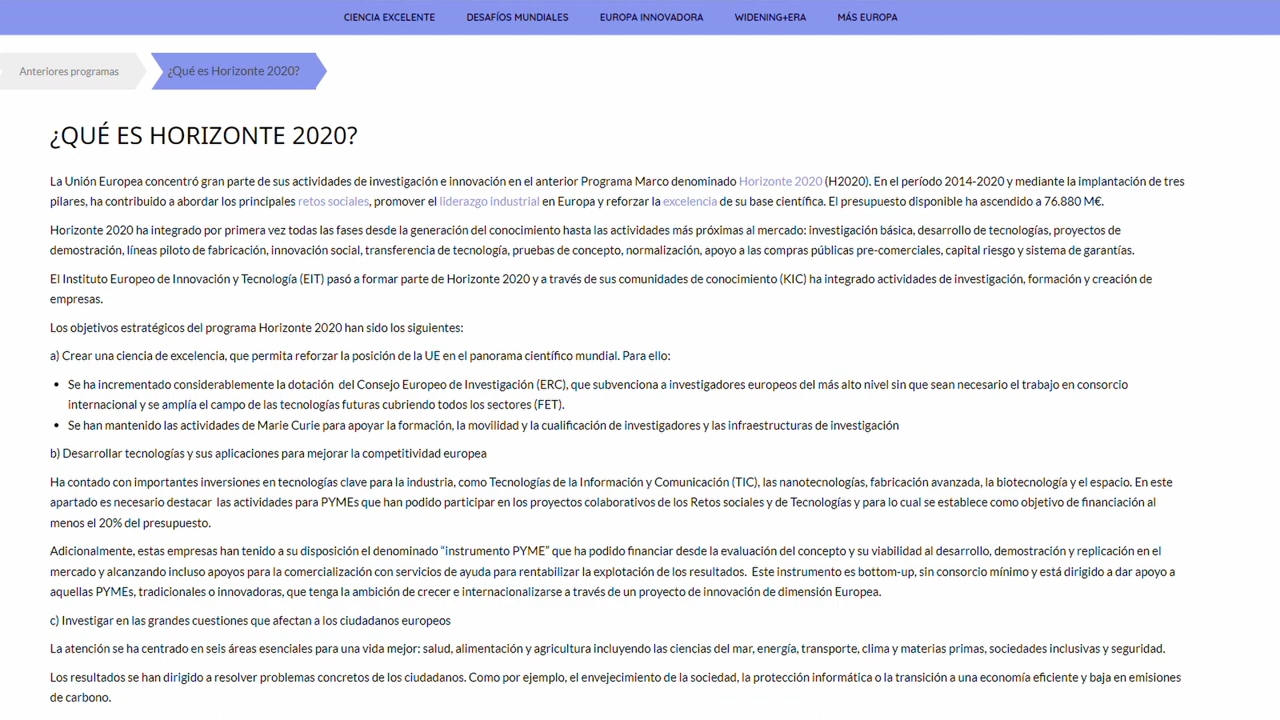 CIENCIA EXCELENTE DESAFÍOS MUNDIALES EUROPA INNOVADORA WIDENING+ERA MÁS EUROPA
Anteriores programas ¿Qué es Horizonte 2020?
¿QUÉ ES HORIZONTE 2020?
La Unión Europea concentró gran parte de sus actividades de investigación e innovación en el anterior Programa Marco denominado Horizonte 2020 (H2020). En el período 2014-2020 y mediante la implantación de tres
pilares, ha contribuido a abordar los principales retos sociales, promover el liderazgo industrial en Europa y reforzar la excelencia de su base científica. El presupuesto disponible ha ascendido a 76.880 M€.
Horizonte 2020 ha integrado por primera vez todas las fases desde la generación del conocimiento hasta las actividades más próximas al mercado: investigación básica, desarrollo de tecnologías, proyectos de
demostración, líneas piloto de fabricación, innovación social, transferencia de tecnología, pruebas de concepto, normalización, apoyo a las compras públicas pre-comerciales, capital riesgo y sistema de garantías.
El Instituto Europeo de Innovación y Tecnología (EIT) pasó a formar parte de Horizonte 2020 y a través de sus comunidades de conocimiento (KIC) ha integrado actividades de investigación, formación y creación de
empresas.
Los objetivos estratégicos del programa Horizonte 2020 han sido los siguientes:
a) Crear una ciencia de excelencia, que permita reforzar la posición de la UE en el panorama científico mundial. Para ello:
• Se ha incrementado considerablemente la dotación del Consejo Europeo de Investigación (ERC), que subvenciona a investigadores europeos del más alto nivel sin que sean necesario el trabajo en consorcio
internacional y se amplía el campo de las tecnologías futuras cubriendo todos los sectores (FET).
• Se han mantenido las actividades de Marie Curie para apoyar la formación, la movilidad y la cualificación de investigadores y las infraestructuras de investigación
b) Desarrollar tecnologías y sus aplicaciones para mejorar la competitividad europea
Ha contado con importantes inversiones en tecnologías clave para la industria, como Tecnologías de la Información y Comunicación (TIC), las nanotecnologías, fabricación avanzada, la biotecnología y el espacio. En este
apartado es necesario destacar las actividades para PYMEs que han podido participar en los proyectos colaborativos de los Retos sociales y de Tecnologías y para lo cual se establece como objetivo de financiación al
menos el 20% del presupuesto.
Adicionalmente, estas empresas han tenido a su disposición el denominado “instrumento PYME” que ha podido financiar desde la evaluación del concepto y su viabilidad al desarrollo, demostración y replicación en el
mercado y alcanzando incluso apoyos para la comercialización con servicios de ayuda para rentabilizar la explotación de los resultados. Este instrumento es bottom-up, sin consorcio mínimo y está dirigido a dar apoyo a
aquellas PYMEs, tradicionales o innovadoras, que tenga la ambición de crecer e internacionalizarse a través de un proyecto de innovación de dimensión Europea.
c) Investigar en las grandes cuestiones que afectan a los ciudadanos europeos
La atención se ha centrado en seis áreas esenciales para una vida mejor: salud, alimentación y agricultura incluyendo las ciencias del mar, energía, transporte, clima y materias primas, sociedades inclusivas y seguridad.
Los resultados se han dirigido a resolver problemas concretos de los ciudadanos. Como por ejemplo, el envejecimiento de la sociedad, la protección informática o la transición a una economía eficiente y baja en emisiones
de carbono.